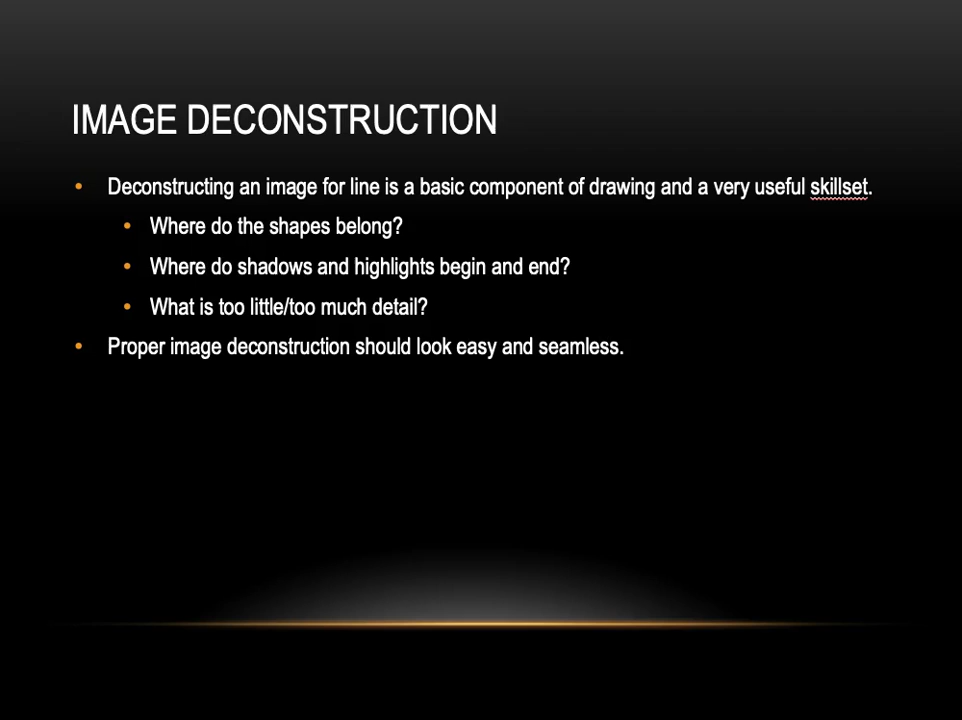 IMAGE DECONSTRUCTION
• Deconstructing an image for line is a basic component of drawing and a very useful skillset.
• Where do the shapes belong?
• Where do shadows and highlights begin and end?
• What is too little/too much detail?
• Proper image deconstruction should look easy and seamless.